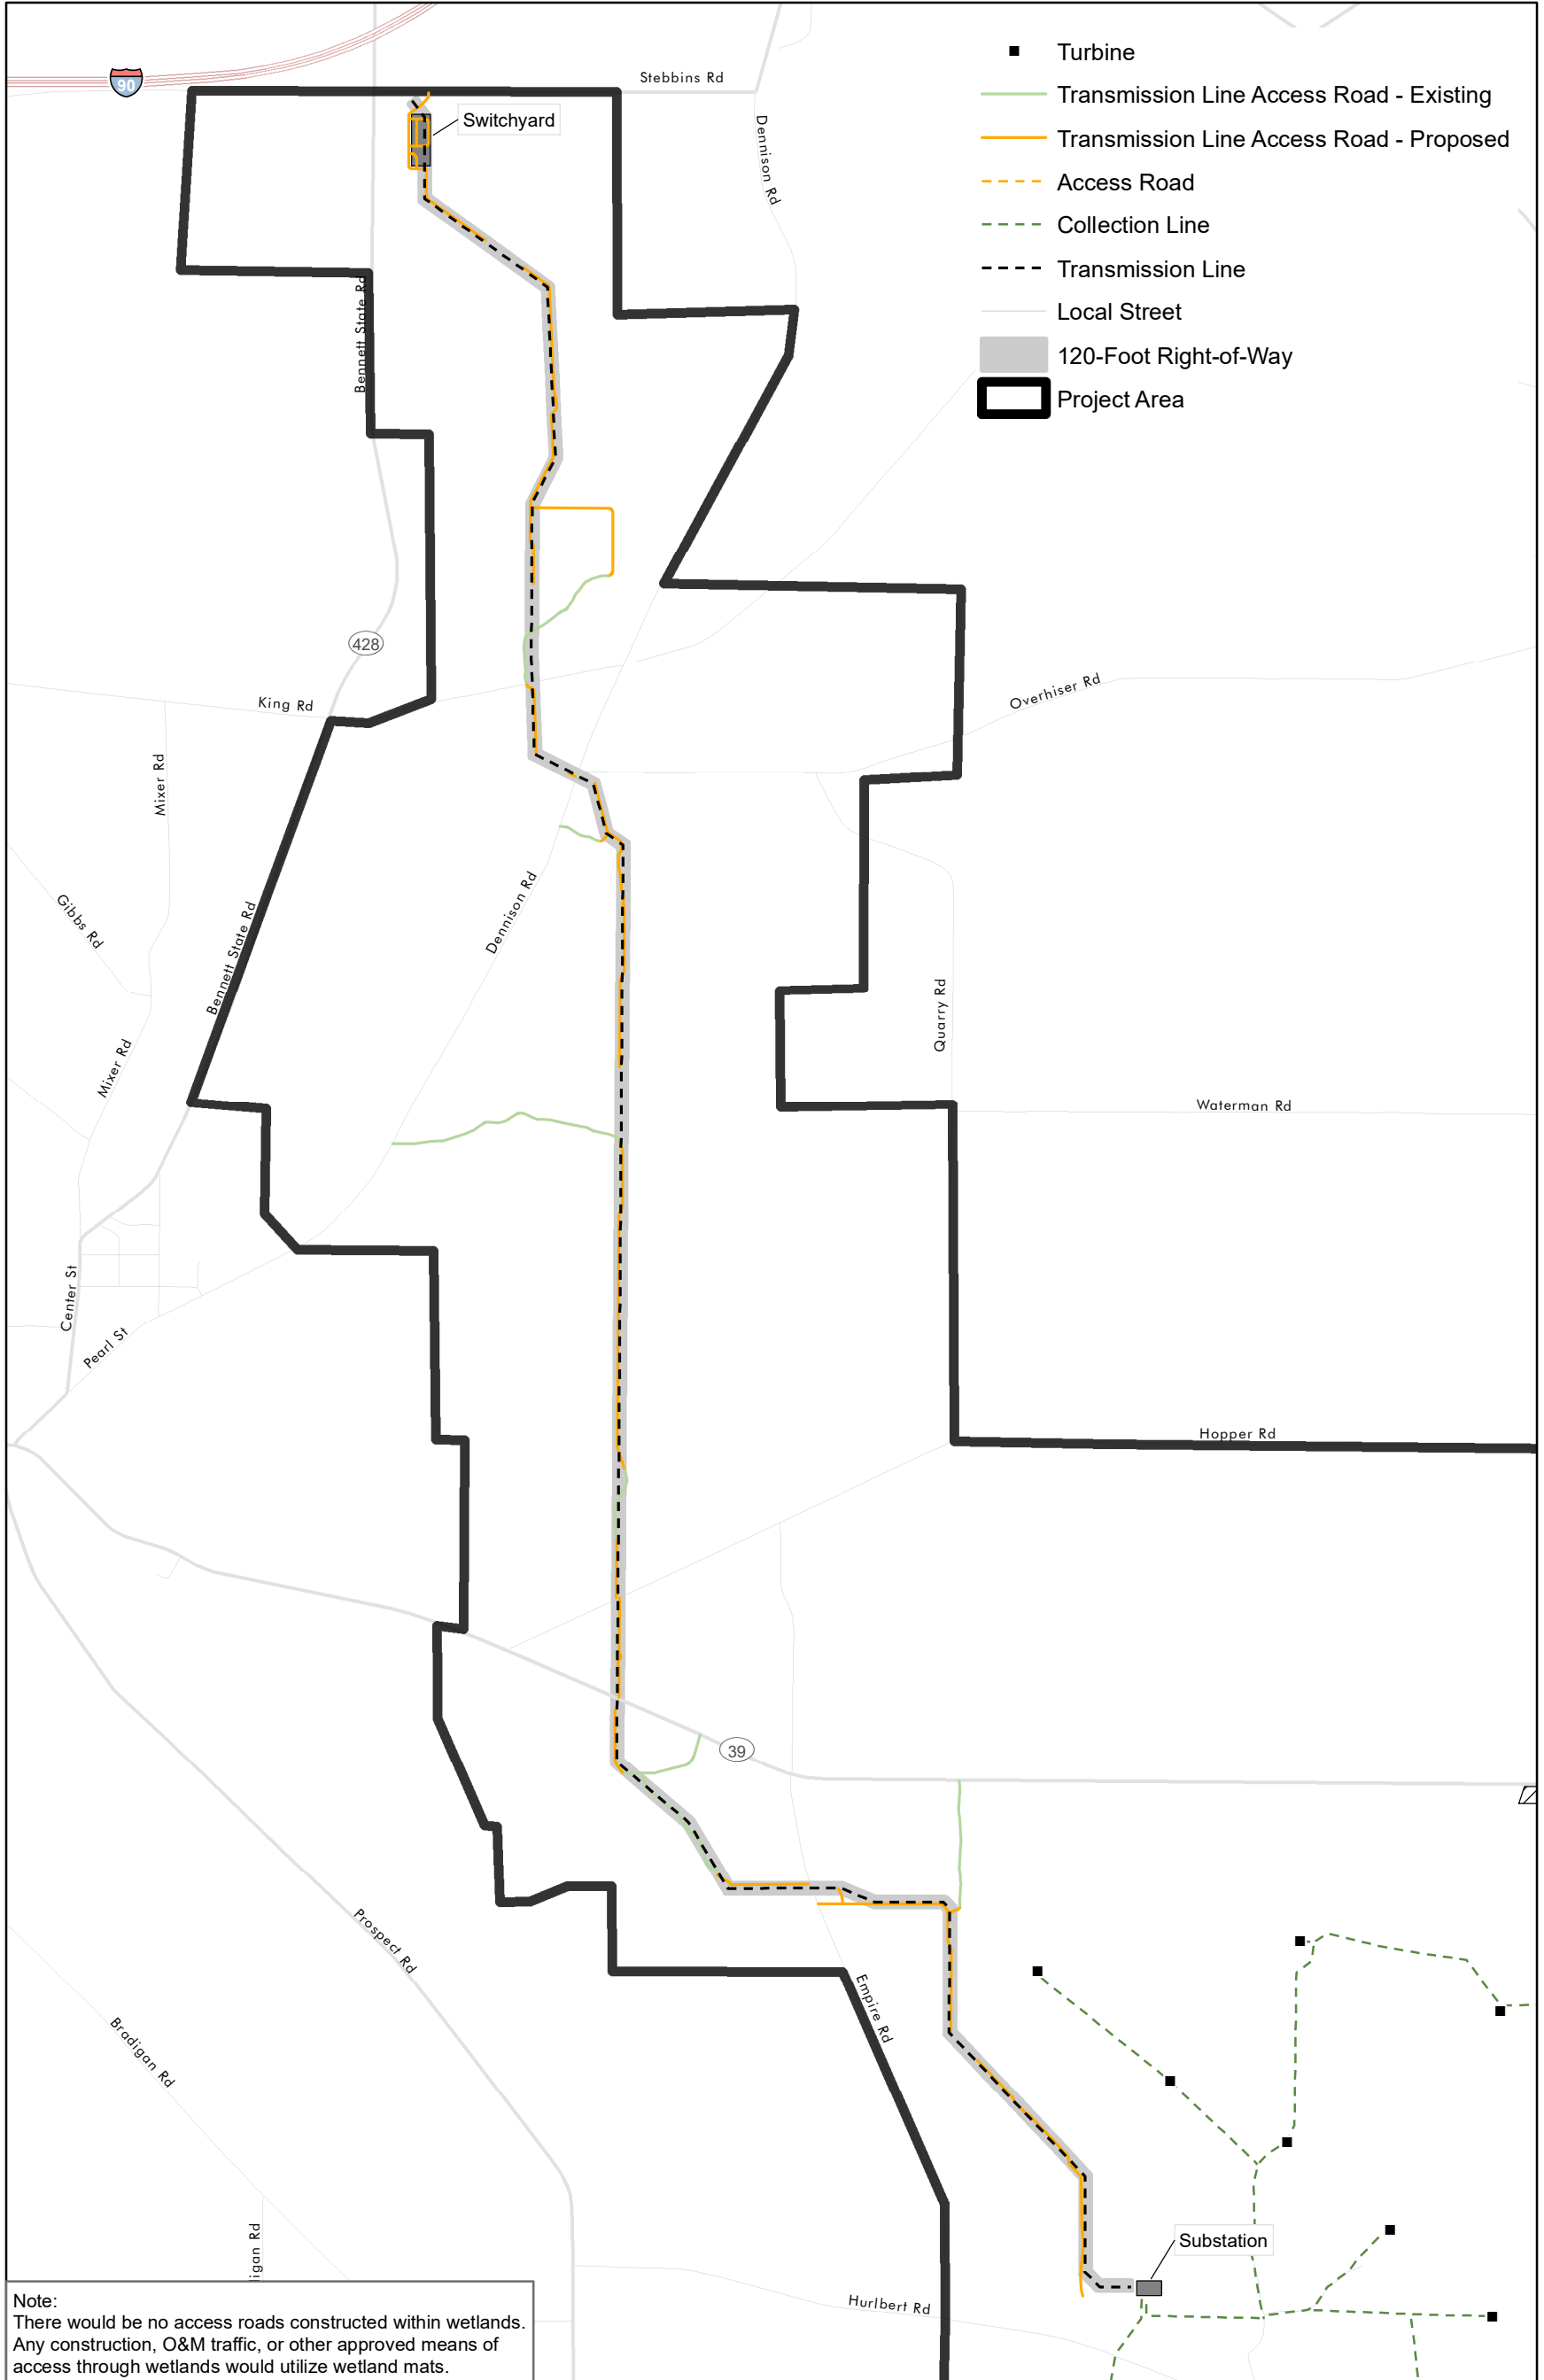 Stebbins Rd
90
Turbine
Transmission Line Access Road - Existing
Transmission Line Access Road - Proposed
Access Road
Collection Line
Transmission Line
Local Street
120-Foot Right-of-Way
Project Area
Switchyard
Dennison Rd
Bennett State Rd
428
King Rd
Overhiser Rd
Mixer Rd
Gibbs Rd
Bennett State Rd
Dennison Rd
Quarry Rd
Mixer Rd
Waterman Rd
Center St
Pearl St
Hopper Rd
39
Prospect Rd
Empire Rd
Bradigan Rd
igan Rd
Substation
Hurlbert Rd
Note:
There would be no access roads constructed within wetlands.
Any construction, O&M traffic, or other approved means of
access through wetlands would utilize wetland mats.